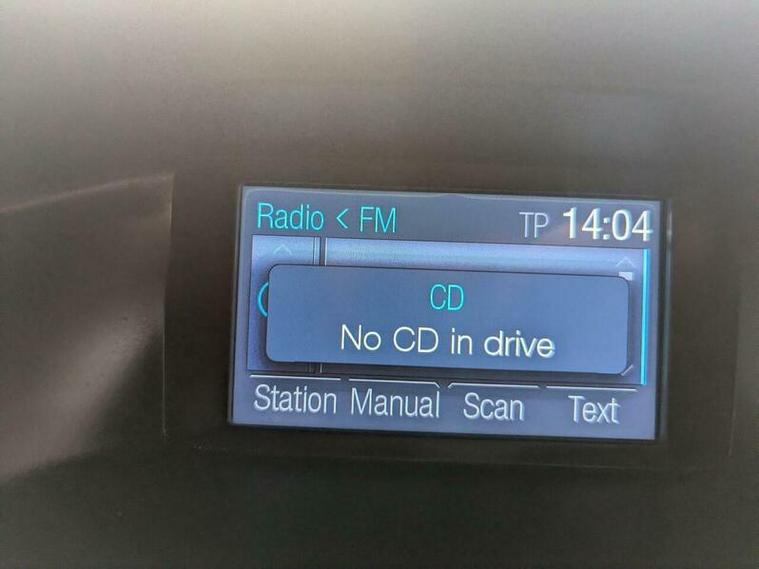 Radio < FM TP 14:04
CD
No CD in drive
Station Manual Scan Text